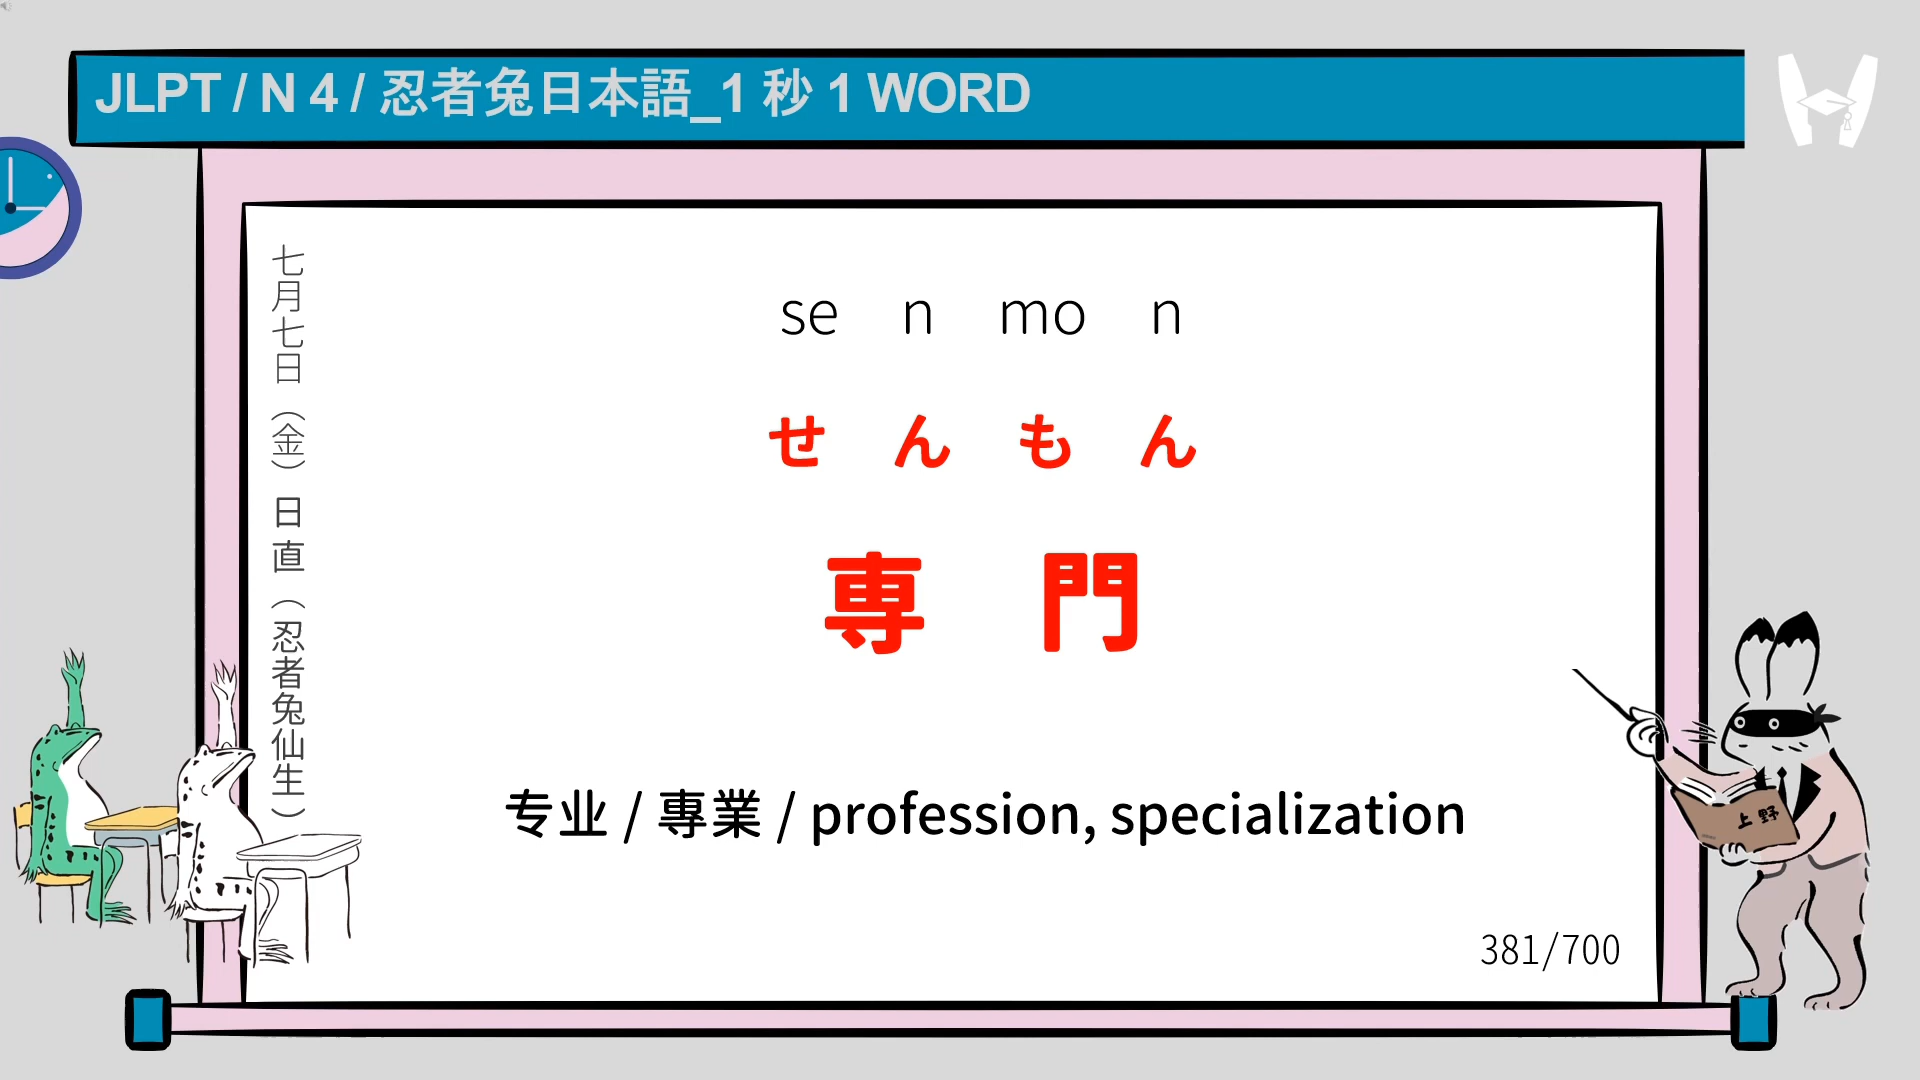 JLPT / N 4 / 忍者兔日本語_1 秒 1 WORD
七月七日（金）日直（忍者兔仙生）
se n mo n
せ ん も ん
専 門
专业 / 專業 / profession, specialization
上野
381/700